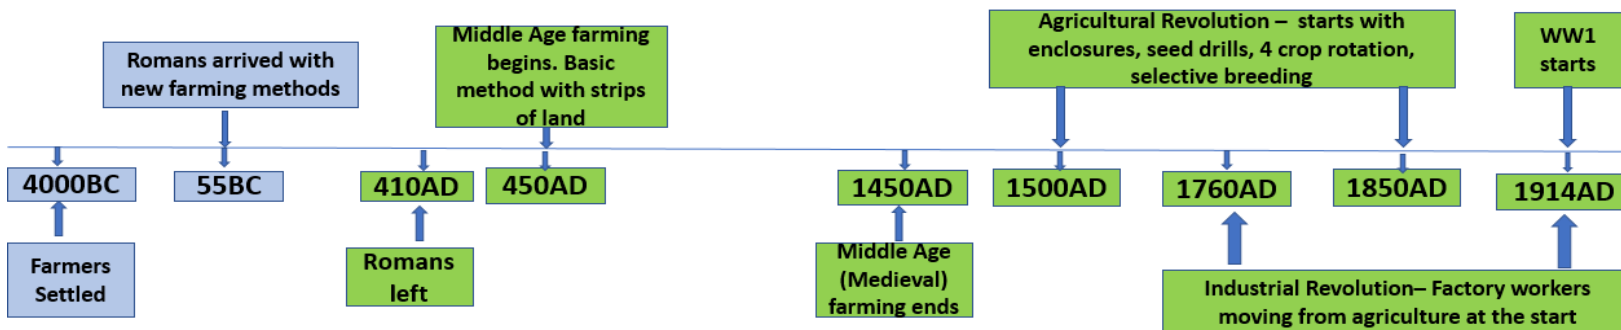 Romans arrived with
new farming methods
Middle Age farming
begins. Basic
method with strips
of land
Agricultural Revolution – starts with
enclosures, seed drills, 4 crop rotation,
selective breeding
WW1
starts
4000BC
55BC
410AD
450AD
1450AD
1500AD
1760AD
1850AD
1914AD
Farmers
Settled
Romans
left
Middle Age
(Medieval)
farming ends
Industrial Revolution– Factory workers
moving from agriculture at the start